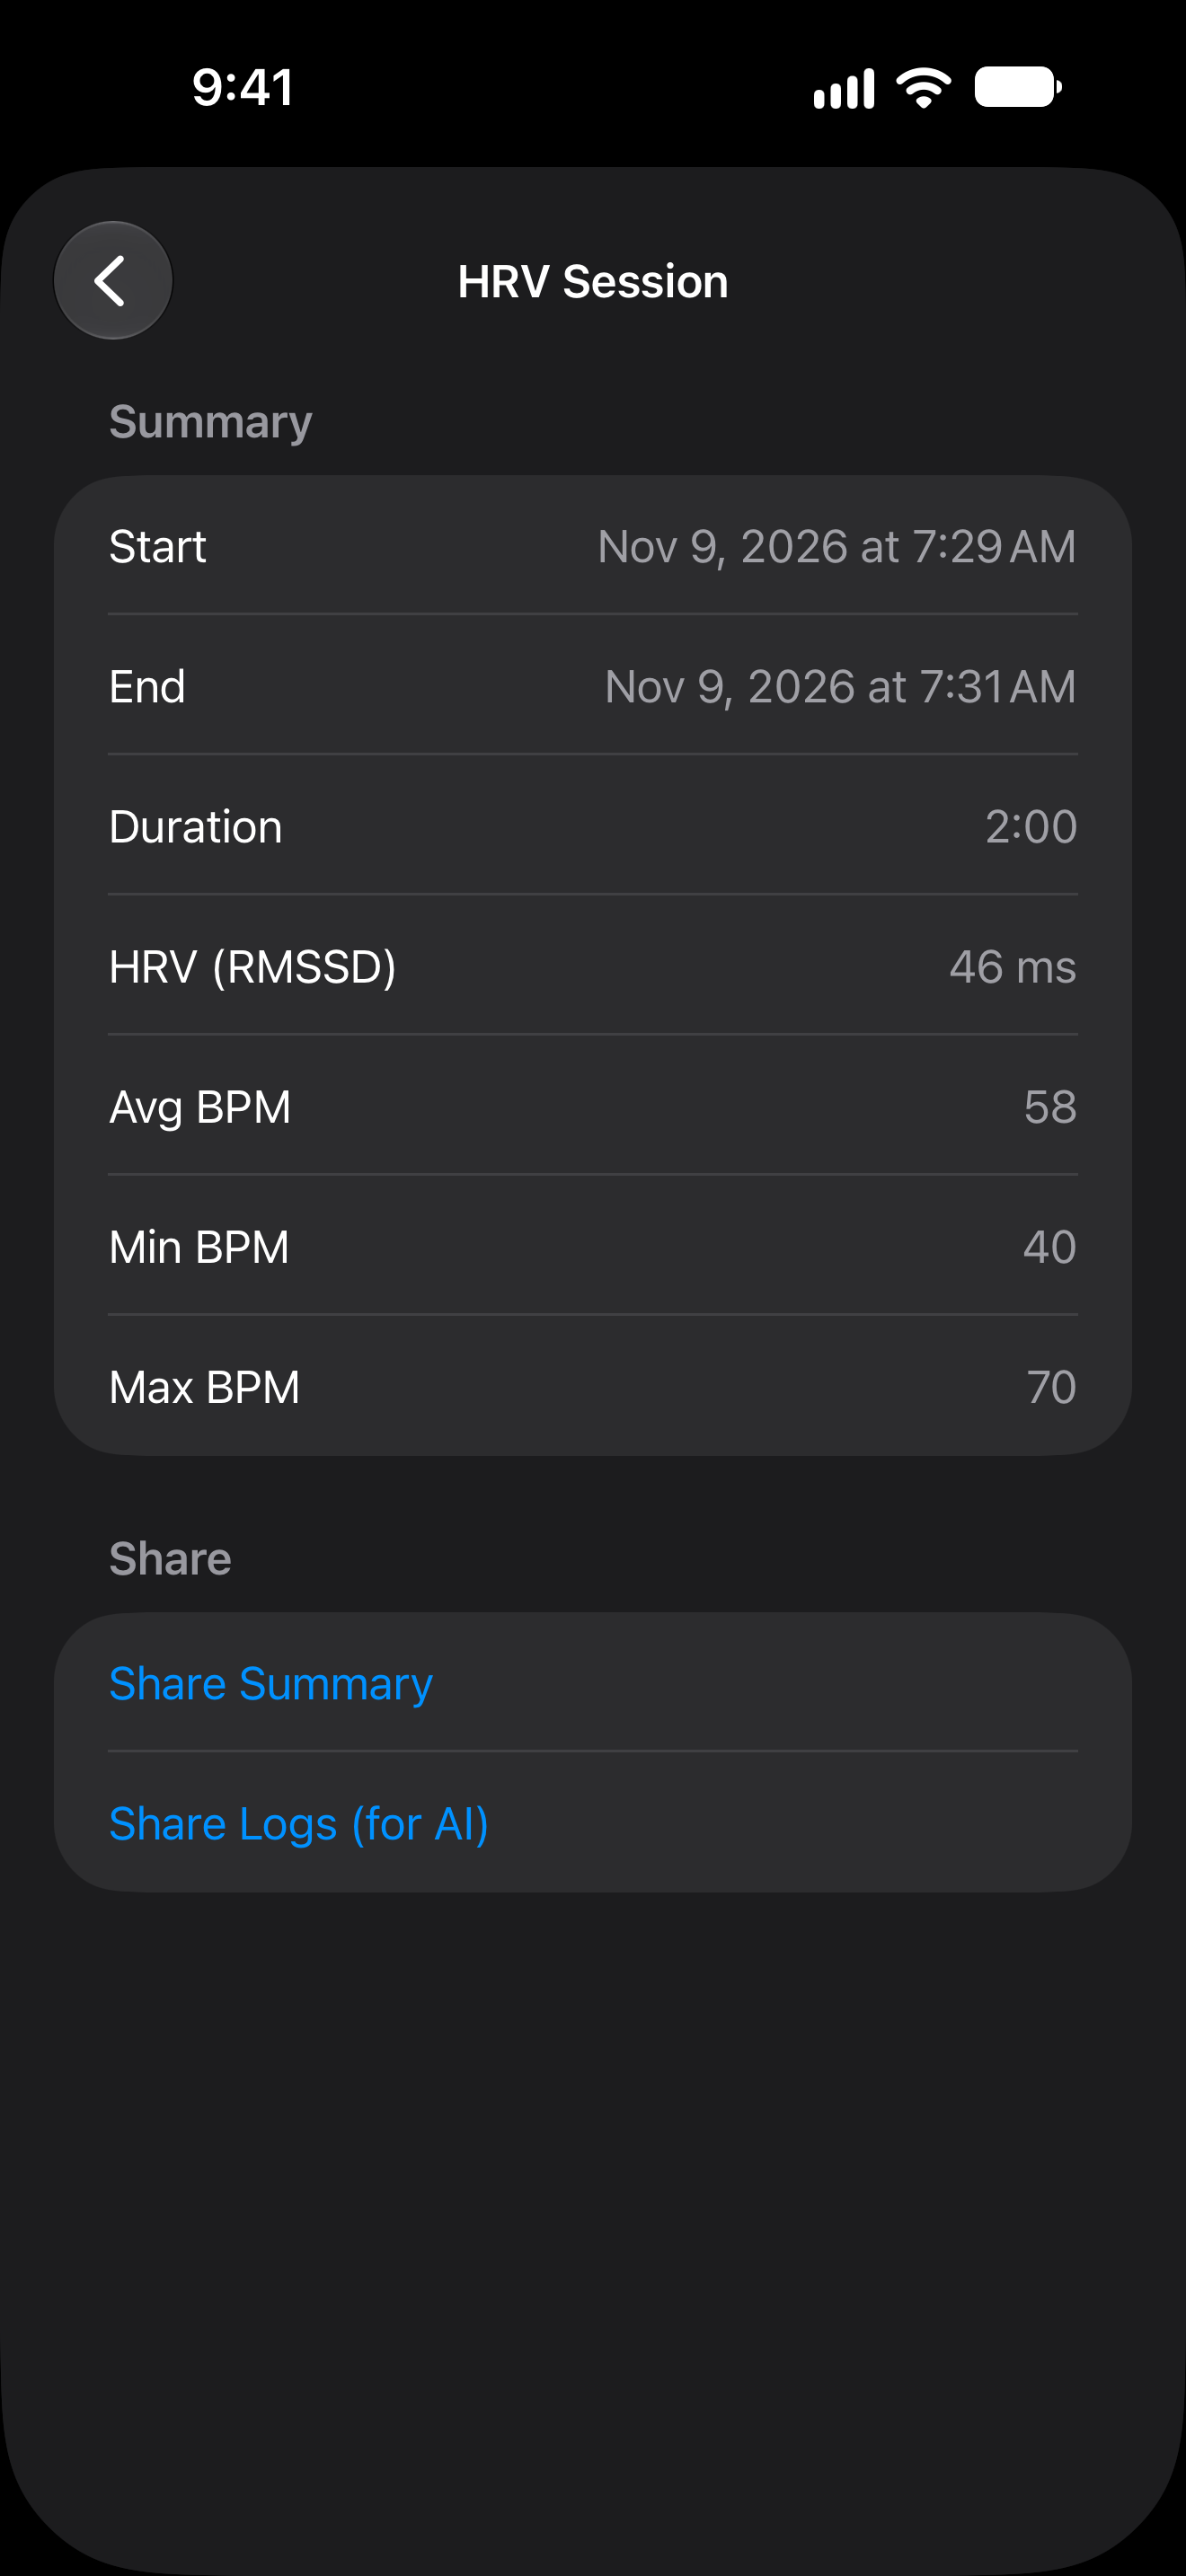 9:41
HRV Session
Summary
Start Nov 9, 2026 at 7:29 AM
End Nov 9, 2026 at 7:31 AM
Duration 2:00
HRV (RMSSD) 46 ms
Avg BPM 58
Min BPM 40
Max BPM 70
Share
Share Summary
Share Logs (for AI)